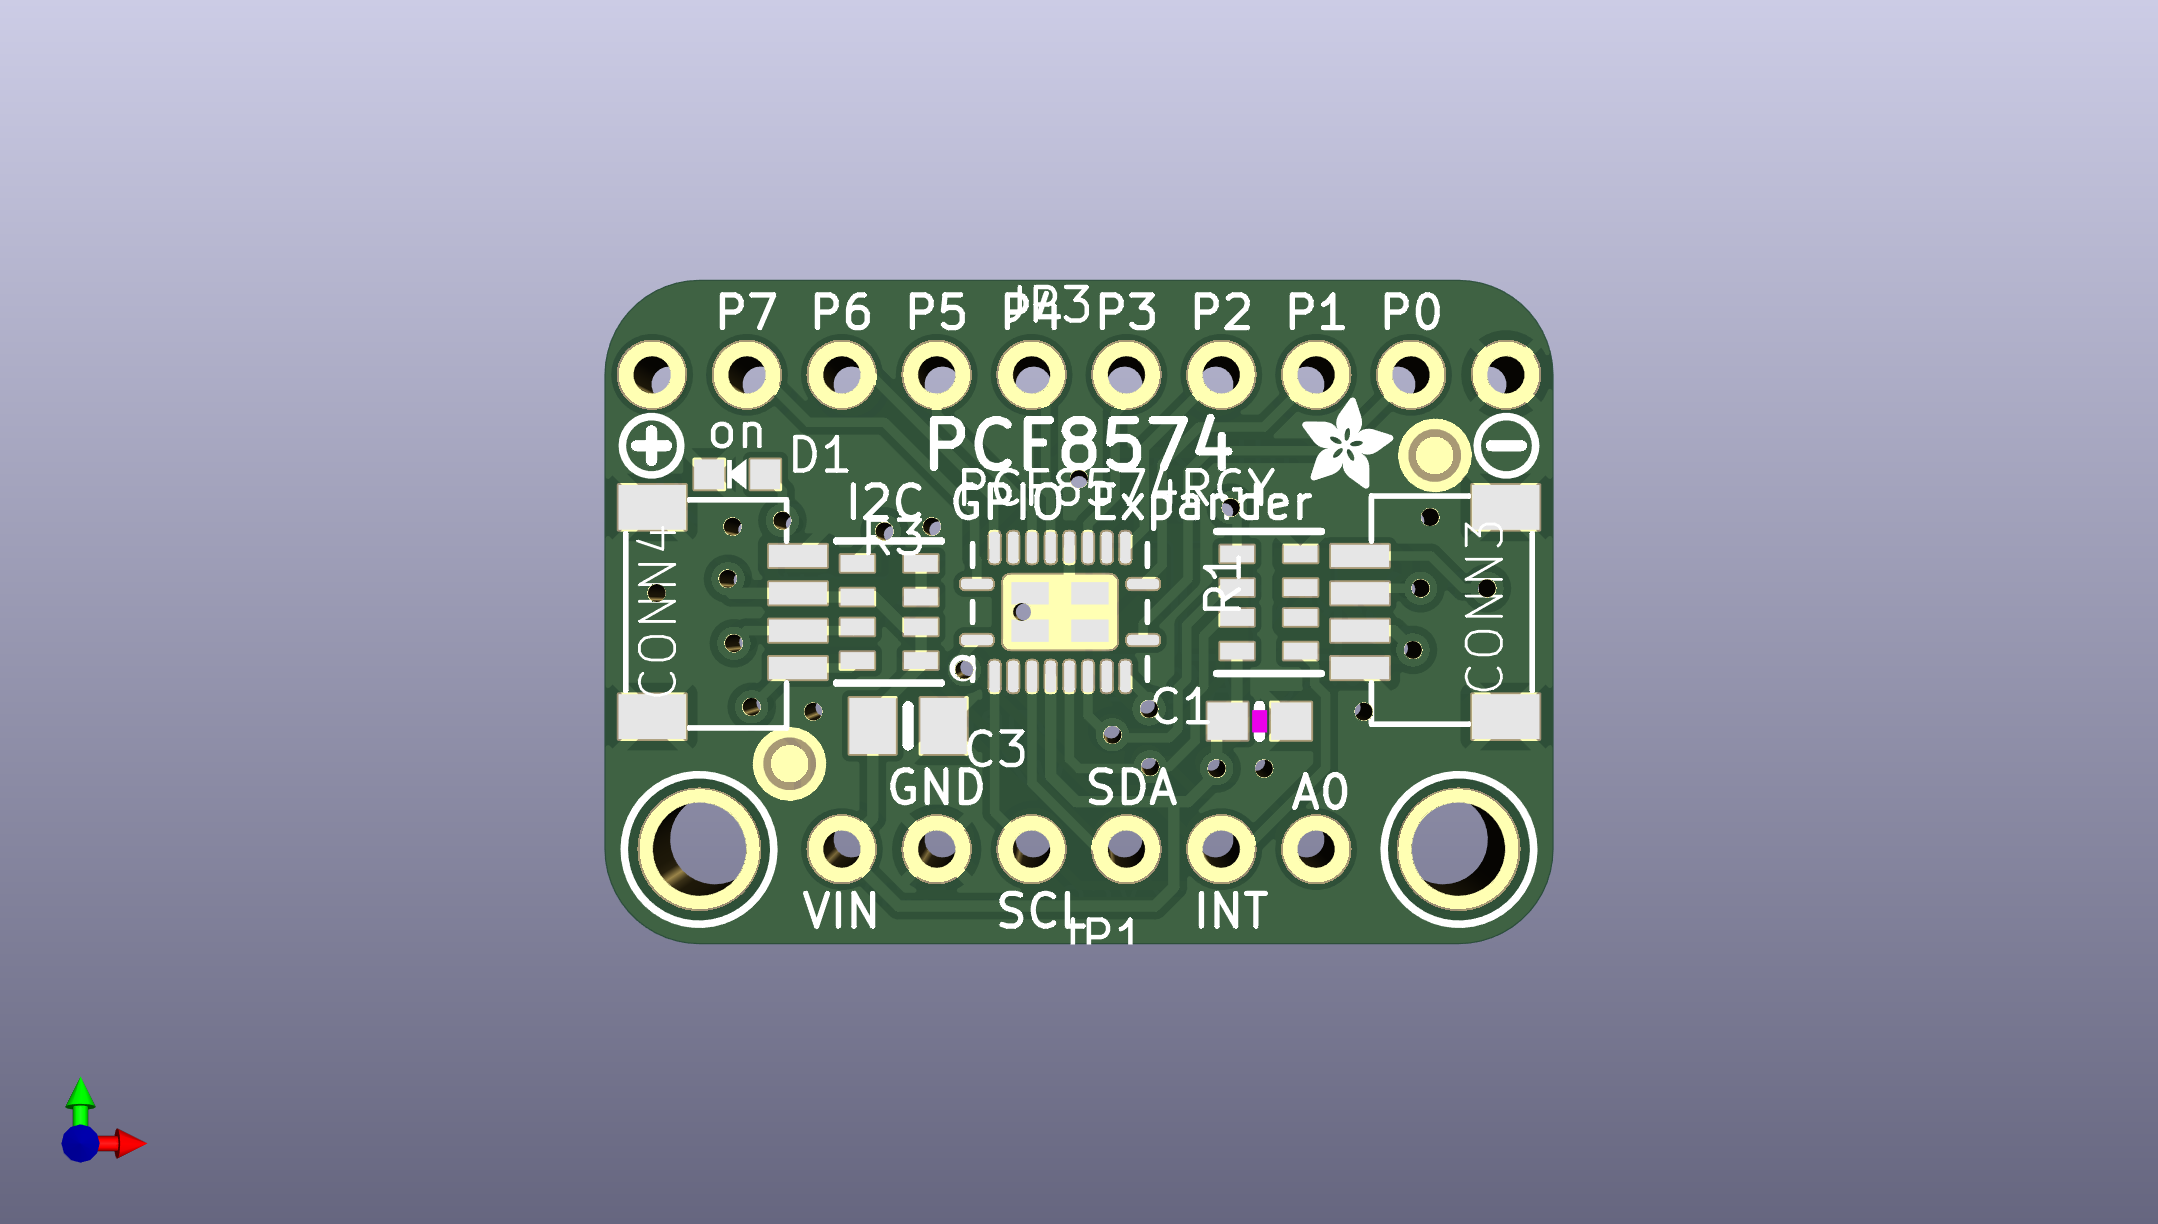 P7 P6 P5 P4 P3 P2 P1 P0
JP3
on
D1
PCF8574
PCF8574RGY
I2C GPIO Expander
R3
R1
CONN4
CONN3
C1
C3
GND SDA A0
VIN SCL INT
JP1